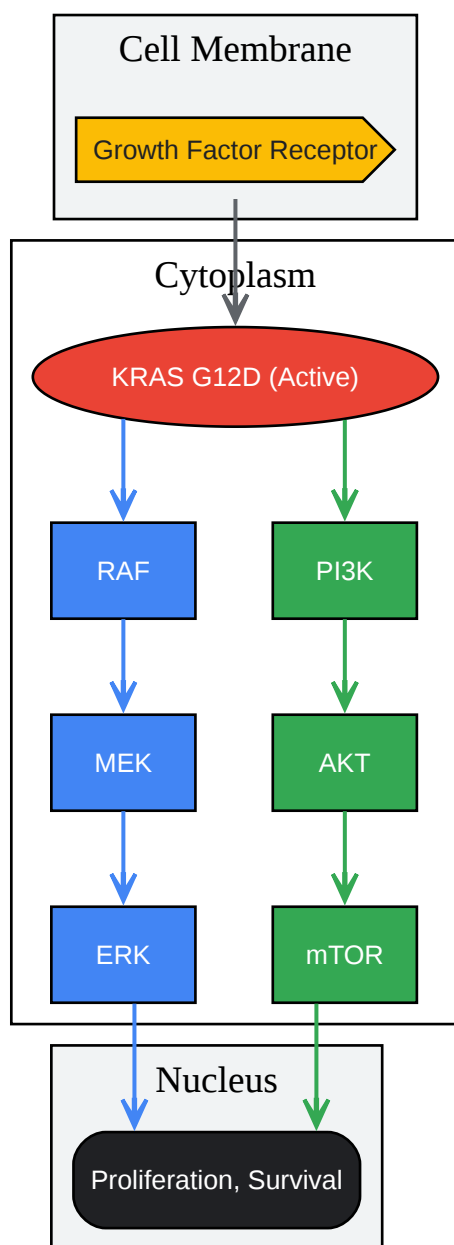 Cell Membrane
Growth Factor Receptor
Cytoplasm
KRAS G12D (Active)
RAF
PI3K
MEK
AKT
ERK
mTOR
Nucleus
Proliferation, Survival